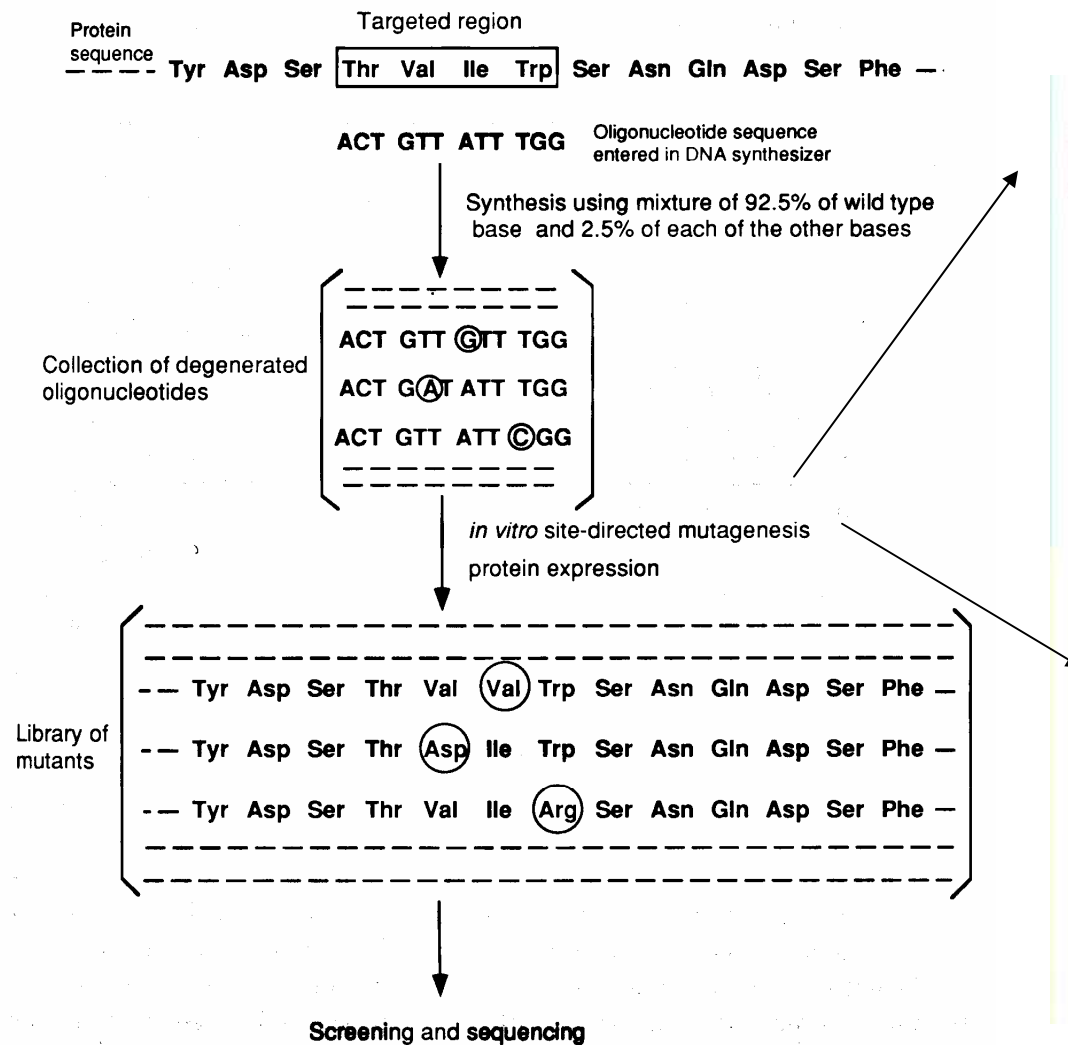 Targeted region
Protein
sequence
Tyr Asp Ser Thr Val Ile Trp Ser Asn Gln Asp Ser Phe
ACT GTT ATT TGG
Oligonucleotide sequence
entered in DNA synthesizer
Synthesis using mixture of 92.5% of wild type
base and 2.5% of each of the other bases
Collection of degenerated
oligonucleotides
ACT GTT GTT TGG
ACT GAT ATT TGG
ACT GTT ATT CGG
in vitro site-directed mutagenesis
protein expression
Library of
mutants
Tyr Asp Ser Thr Val Val Trp Ser Asn Gln Asp Ser Phe
Tyr Asp Ser Thr Asp Ile Trp Ser Asn Gln Asp Ser Phe
Tyr Asp Ser Thr Val Ile Arg Ser Asn Gln Asp Ser Phe
Screening and sequencing